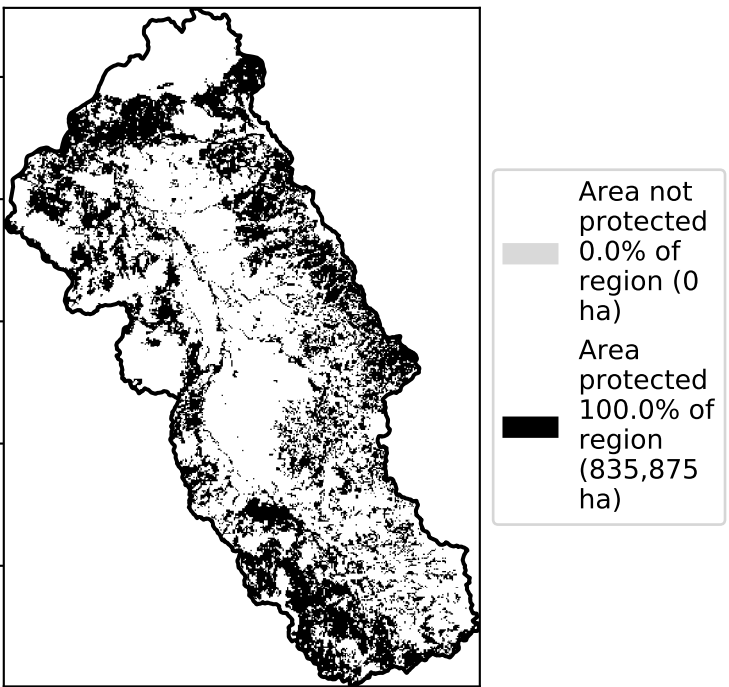 Area not
protected
0.0% of
region (0
ha)
Area
protected
100.0% of
region
(835,875
ha)